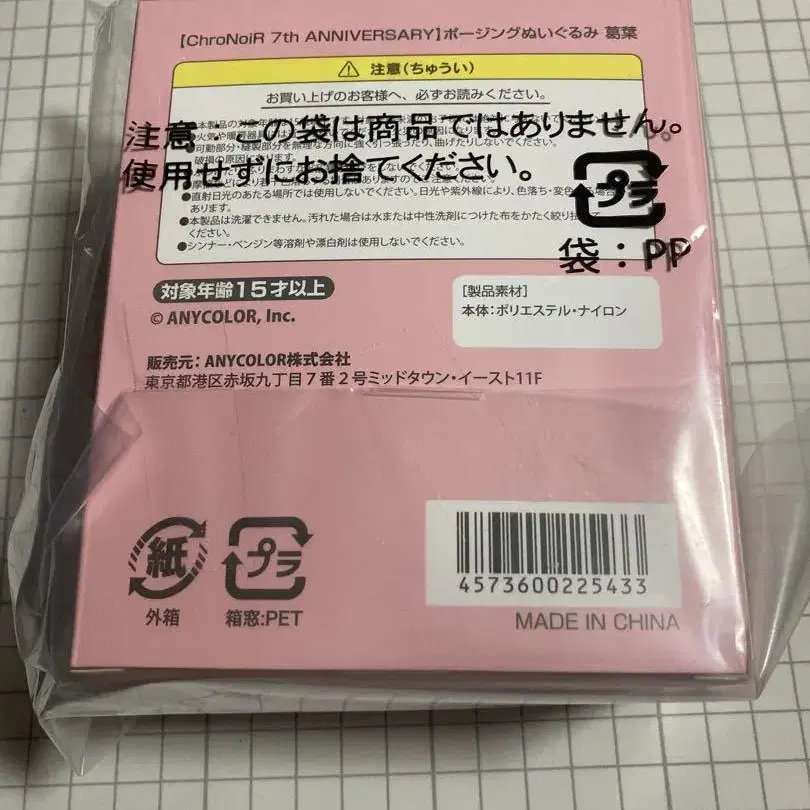 【ChroNoiR 7th ANNIVERSARY】ポージングぬいぐるみ 葛葉
注意(ちゅうい)
お買い上げのお客様へ、必ずお読みください。
注意:この袋は商品ではありません。
使用せずにお捨てください。
プラ
袋:PP
●直射日光のあたる場所では使用しないでください。日光や紫外線により、色落ち・変色
あります。
●本製品は洗濯できません。汚れた場合は水または中性洗剤につけた布をかたく絞り
ください。
●シンナー・ベンジン等溶剤や漂白剤は使用しないでください。
対象年齢15才以上
© ANYCOLOR, Inc.
[製品素材]
本体:ポリエステル・ナイロン
販売元:ANYCOLOR株式会社
東京都港区赤坂九丁目7番2号ミッドタウン・イースト11F
紙
外箱
プラ
箱窓:PET
4573600225433
MADE IN CHINA